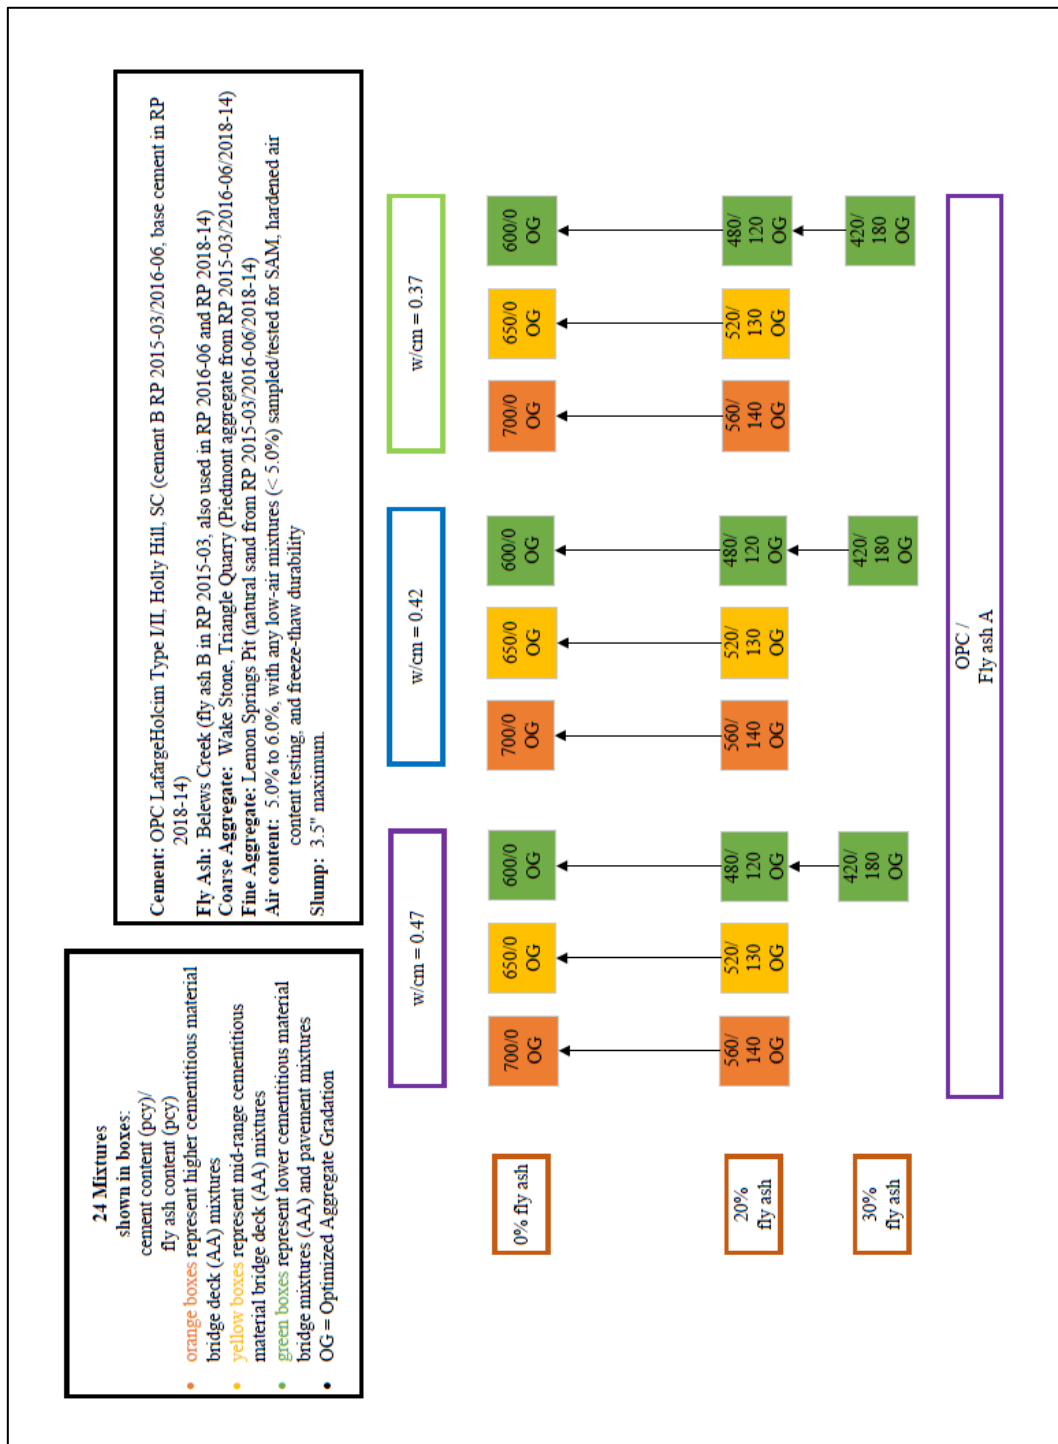 24 Mixtures
shown in boxes:
cement content (pcy)/
fly ash content (pcy)
• orange boxes represent higher cementitious material
bridge deck (AA) mixtures
• yellow boxes represent mid-range cementitious
material bridge deck (AA) mixtures
• green boxes represent lower cementitious material
bridge mixtures (AA) and pavement mixtures
• OG = Optimized Aggregate Gradation
Cement: OPC LafargeHolcim Type I/II, Holly Hill, SC (cement B RP 2015-03/2016-06, base cement in RP
2018-14)
Fly Ash: Belews Creek (fly ash B in RP 2015-03, also used in RP 2016-06 and RP 2018-14)
Coarse Aggregate: Wake Stone, Triangle Quarry (Piedmont aggregate from RP 2015-03/2016-06/2018-14)
Fine Aggregate: Lemon Springs Pit (natural sand from RP 2015-03/2016-06/2018-14)
Air content: 5.0% to 6.0%, with any low-air mixtures (< 5.0%) sampled/tested for SAM, hardened air
content testing, and freeze-thaw durability
Slump: 3.5" maximum.
w/cm = 0.47
w/cm = 0.42
w/cm = 0.37
0% fly ash
700/0
OG
650/0
OG
600/0
OG
700/0
OG
650/0
OG
600/0
OG
700/0
OG
650/0
OG
600/0
OG
20%
fly ash
560/
140
OG
520/
130
OG
480/
120
OG
560/
140
OG
520/
130
OG
480/
120
OG
560/
140
OG
520/
130
OG
480/
120
OG
30%
fly ash
420/
180
OG
420/
180
OG
420/
180
OG
OPC /
Fly ash A